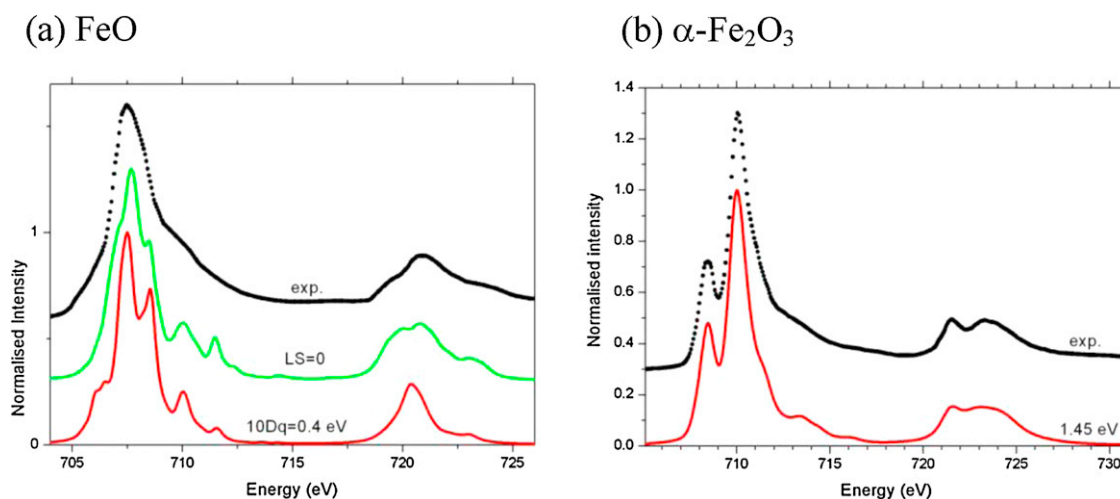 (a) FeO
(b) α-Fe₂O₃
Normalised Intensity
1
0
exp.
LS=0
10Dq=0.4 eV
705 710 715 720 725
Energy (eV)
Normalised intensity
1.4
1.2
1.0
0.8
0.6
0.4
0.2
0.0
exp.
1.45 eV
710 715 720 725 730
Energy (eV)